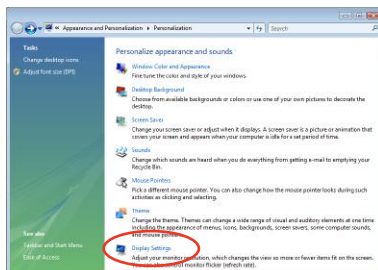 « Appearance and Personalization ▸ Personalization
Search
Tasks
Change desktop icons
Adjust font size (DPI)
See also
Taskbar and Start Menu
Ease of Access
Personalize appearance and sounds
Window Color and Appearance
Fine tune the color and style of your windows.
Desktop Background
Choose from available backgrounds or colors or use one of your own pictures to decorate the
desktop.
Screen Saver
Change your screen saver or adjust when it displays. A screen saver is a picture or animation that
covers your screen and appears when your computer is idle for a set period of time.
Sounds
Change which sounds are heard when you do everything from getting e-mail to emptying your
Recycle Bin.
Mouse Pointers
Pick a different mouse pointer. You can also change how the mouse pointer looks during such
activities as clicking and selecting.
Theme
Change the theme. Themes can change a wide range of visual and auditory elements at one time
including the appearance of menus, icons, backgrounds, screen savers, some computer sounds,
and mouse pointers.
Display Settings
Adjust your monitor resolution, which changes the view so more or fewer items fit on the screen.
You can also control monitor flicker (refresh rate).